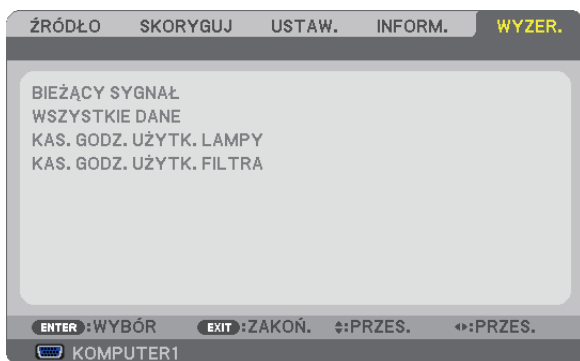 ŹRÓDŁO SKORYGUJ USTAW. INFORM. WYZER.
BIEŻĄCY SYGNAŁ
WSZYSTKIE DANE
KAS. GODZ. UŻYTK. LAMPY
KAS. GODZ. UŻYTK. FILTRA
ENTER :WYBÓR EXIT :ZAKOŃ. :PRZES. :PRZES.
KOMPUTER1